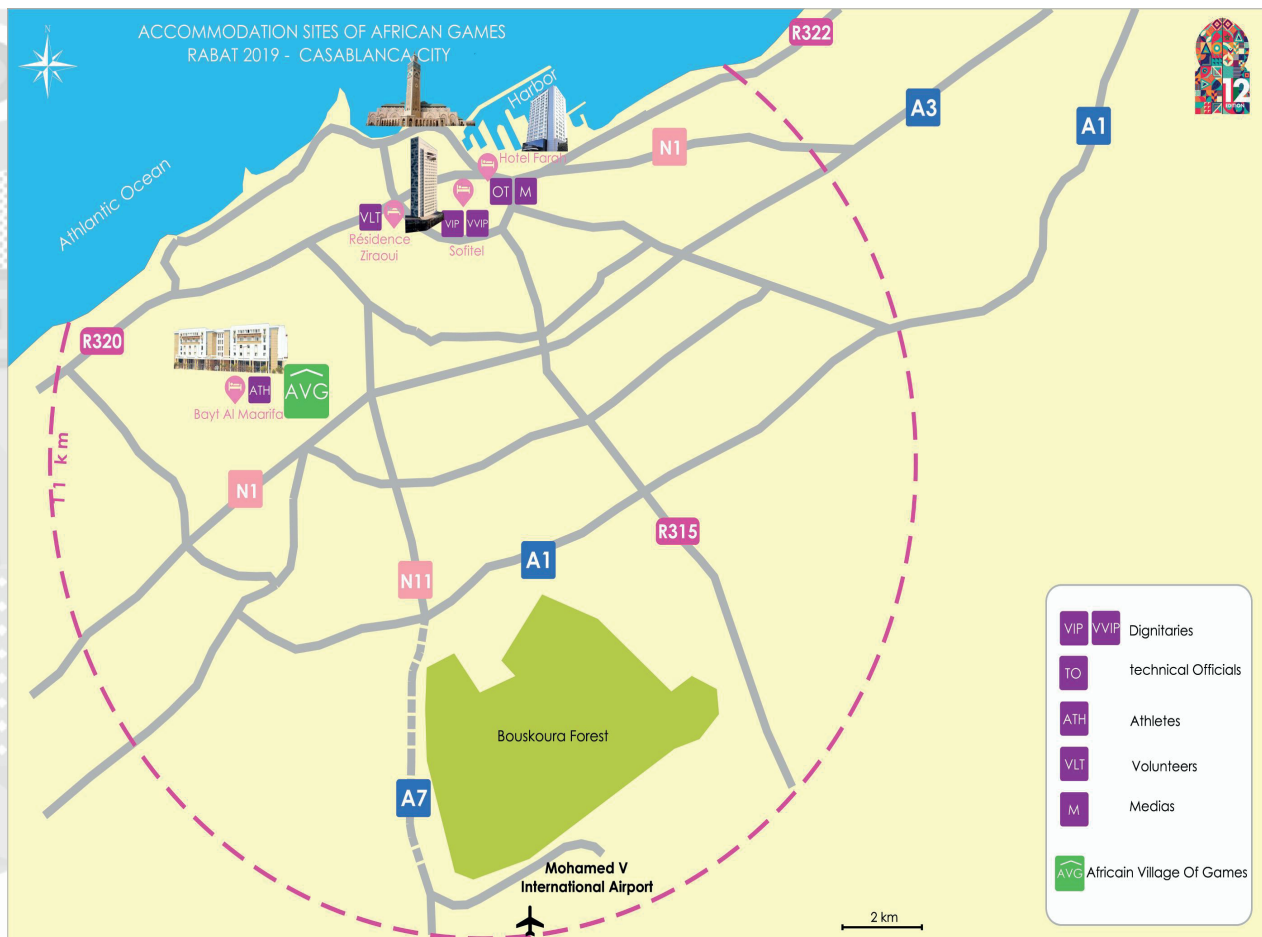 ACCOMMODATION SITES OF AFRICAN GAMES
RABAT 2019 - CASABLANCA CITY
N
R322
12
EDITION
A3
A1
Harbor
N1
Hotel Farah
OT M
Athlantic Ocean
VLT
VIP VVIP
Résidence
Ziraoui
Sofitel
R320
ATH
AVG
Bayt Al Maarifa
11 km
N1
R315
A1
N11
VIP VVIP Dignitaries
TO technical Officials
ATH Athletes
VLT Volunteers
M Medias
AVG Africain Village Of Games
Bouskoura Forest
A7
Mohamed V
International Airport
2 km